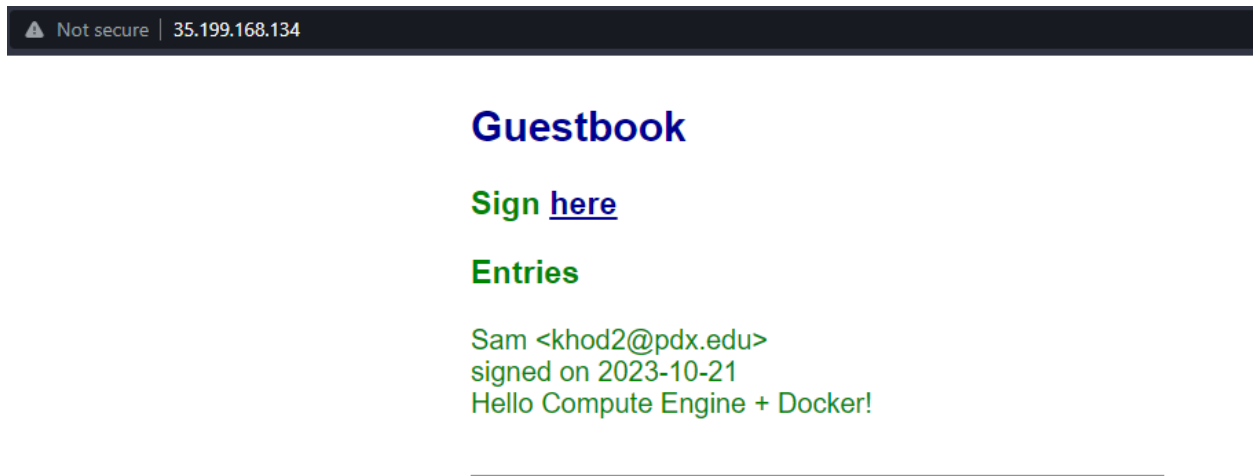 Not secure | 35.199.168.134
Guestbook
Sign here
Entries
Sam <khod2@pdx.edu>
signed on 2023-10-21
Hello Compute Engine + Docker!